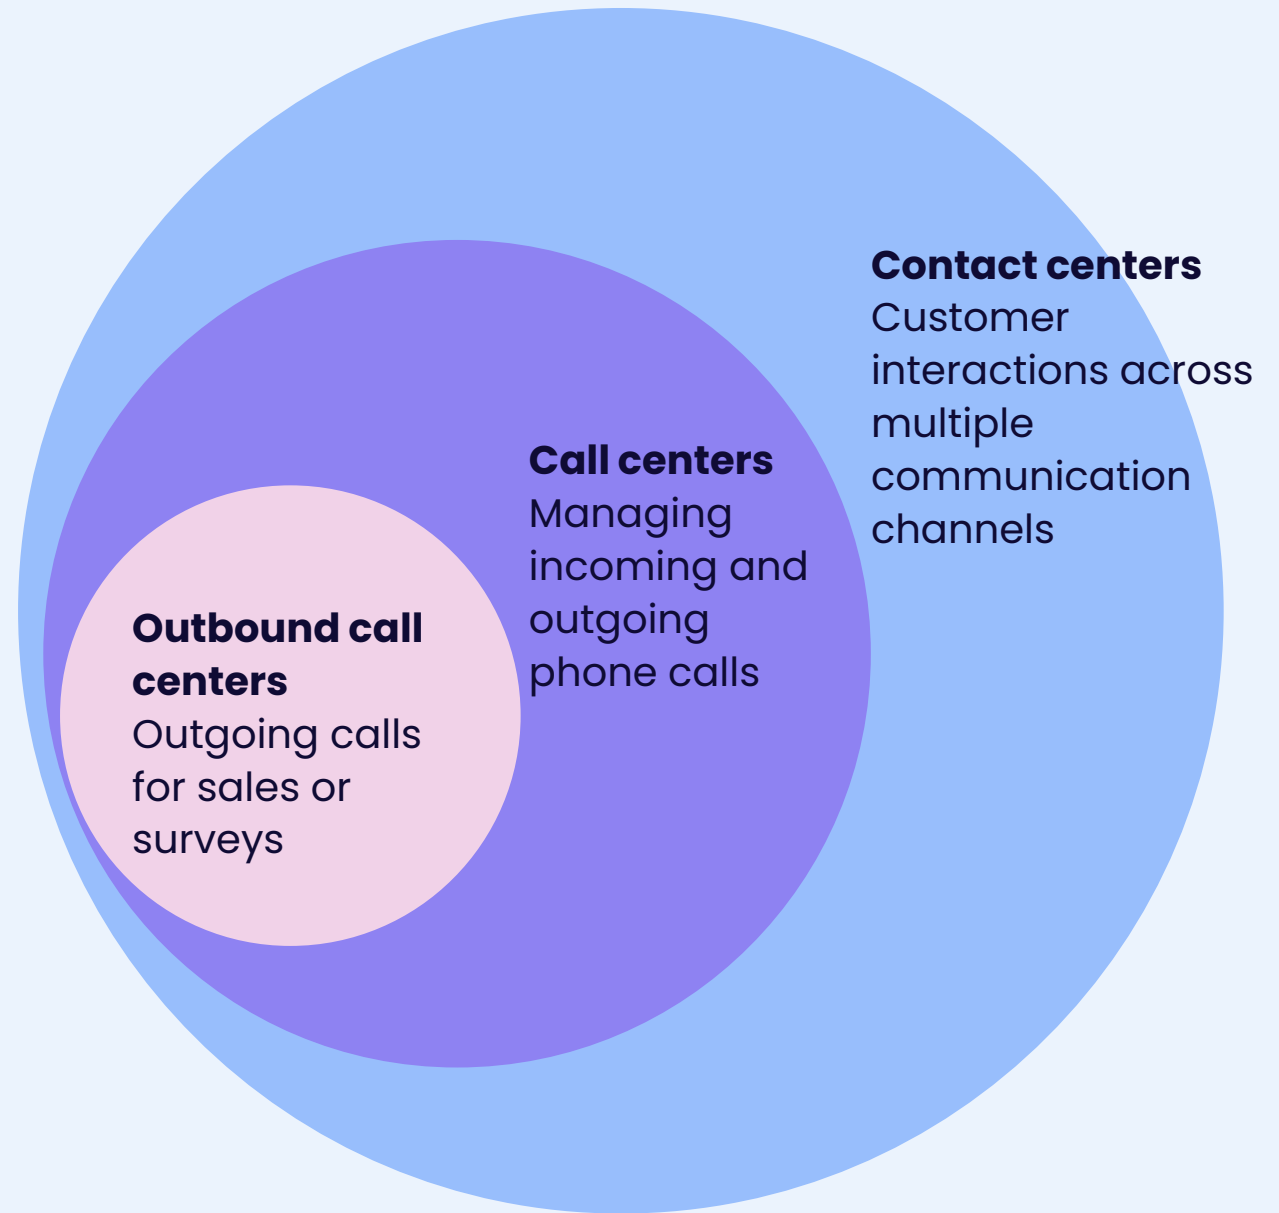 Contact centers
Customer
interactions across
multiple
communication
channels
Call centers
Managing
incoming and
outgoing
phone calls
Outbound call
centers
Outgoing calls
for sales or
surveys